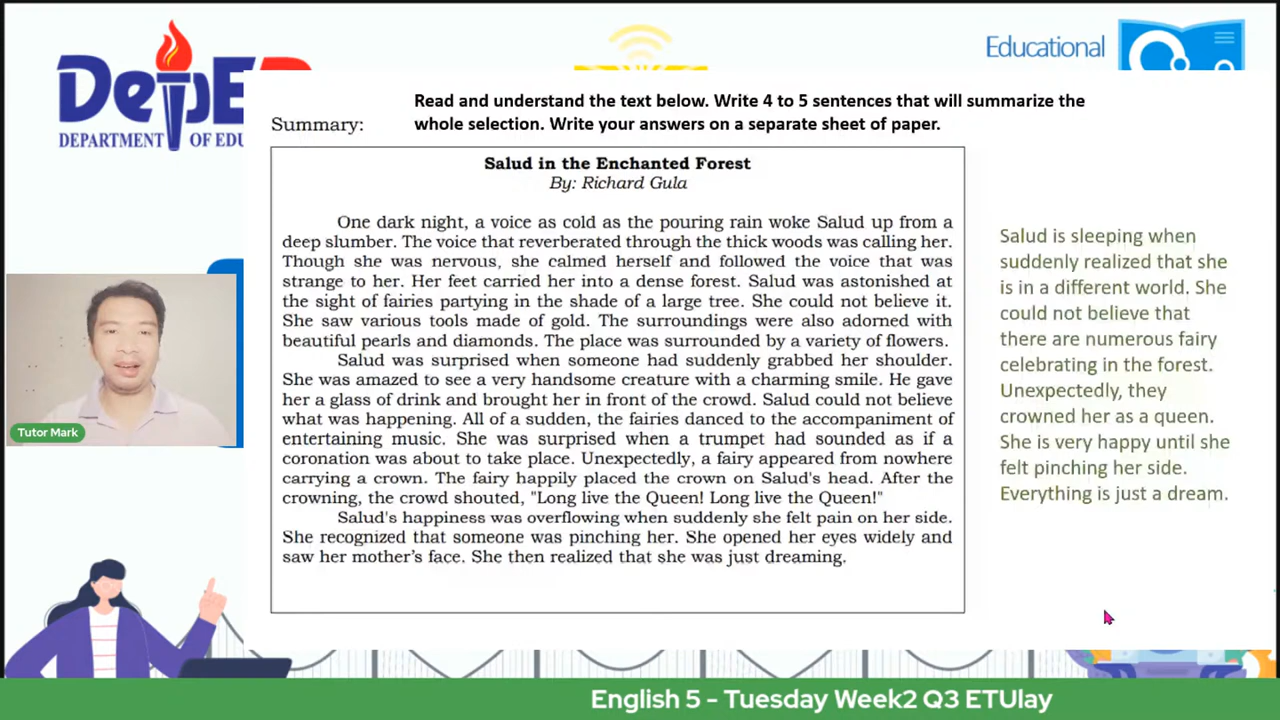 DepED
DEPARTMENT OF EDU
Educational
Read and understand the text below. Write 4 to 5 sentences that will summarize the
Summary:
whole selection. Write your answers on a separate sheet of paper.
Salud in the Enchanted Forest
By: Richard Gula
One dark night, a voice as cold as the pouring rain woke Salud up from a
deep slumber. The voice that reverberated through the thick woods was calling her.
Though she was nervous, she calmed herself and followed the voice that was
strange to her. Her feet carried her into a dense forest. Salud was astonished at
the sight of fairies partying in the shade of a large tree. She could not believe it.
She saw various tools made of gold. The surroundings were also adorned with
beautiful pearls and diamonds. The place was surrounded by a variety of flowers.
Salud was surprised when someone had suddenly grabbed her shoulder.
She was amazed to see a very handsome creature with a charming smile. He gave
her a glass of drink and brought her in front of the crowd. Salud could not believe
what was happening. All of a sudden, the fairies danced to the accompaniment of
entertaining music. She was surprised when a trumpet had sounded as if a
coronation was about to take place. Unexpectedly, a fairy appeared from nowhere
carrying a crown. The fairy happily placed the crown on Salud's head. After the
crowning, the crowd shouted, "Long live the Queen! Long live the Queen!"
Salud's happiness was overflowing when suddenly she felt pain on her side.
She recognized that someone was pinching her. She opened her eyes widely and
saw her mother's face. She then realized that she was just dreaming.
Salud is sleeping when
suddenly realized that she
is in a different world. She
could not believe that
there are numerous fairy
celebrating in the forest.
Unexpectedly, they
crowned her as a queen.
She is very happy until she
felt pinching her side.
Everything is just a dream.
Tutor Mark
English 5 - Tuesday Week2 Q3 ETUlay